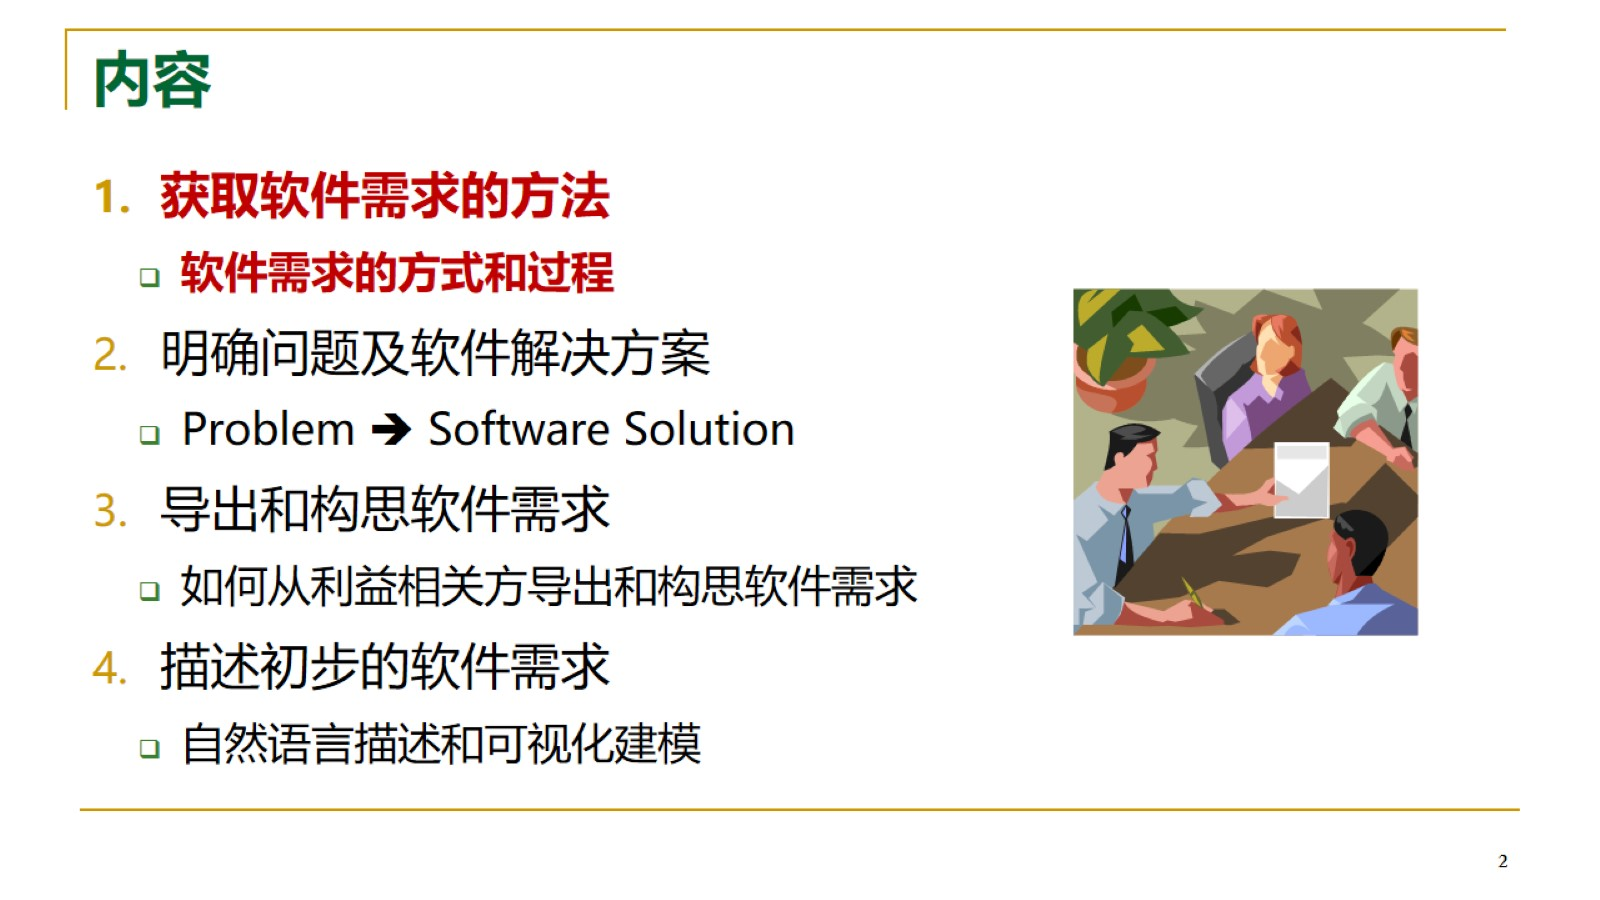 内容
1. 获取软件需求的方法
❑ 软件需求的方式和过程
2. 明确问题及软件解决方案
❑ Problem ➔ Software Solution
3. 导出和构思软件需求
❑ 如何从利益相关方导出和构思软件需求
4. 描述初步的软件需求
❑ 自然语言描述和可视化建模
2